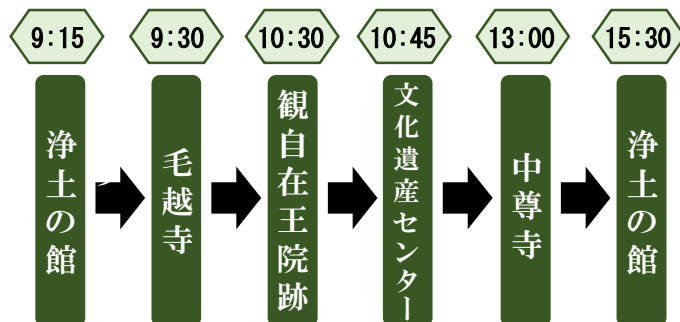 9:15
9:30
10:30
10:45
13:00
15:30
浄土の館
毛越寺
観自在王院跡
文化遺産センター
中尊寺
浄土の館